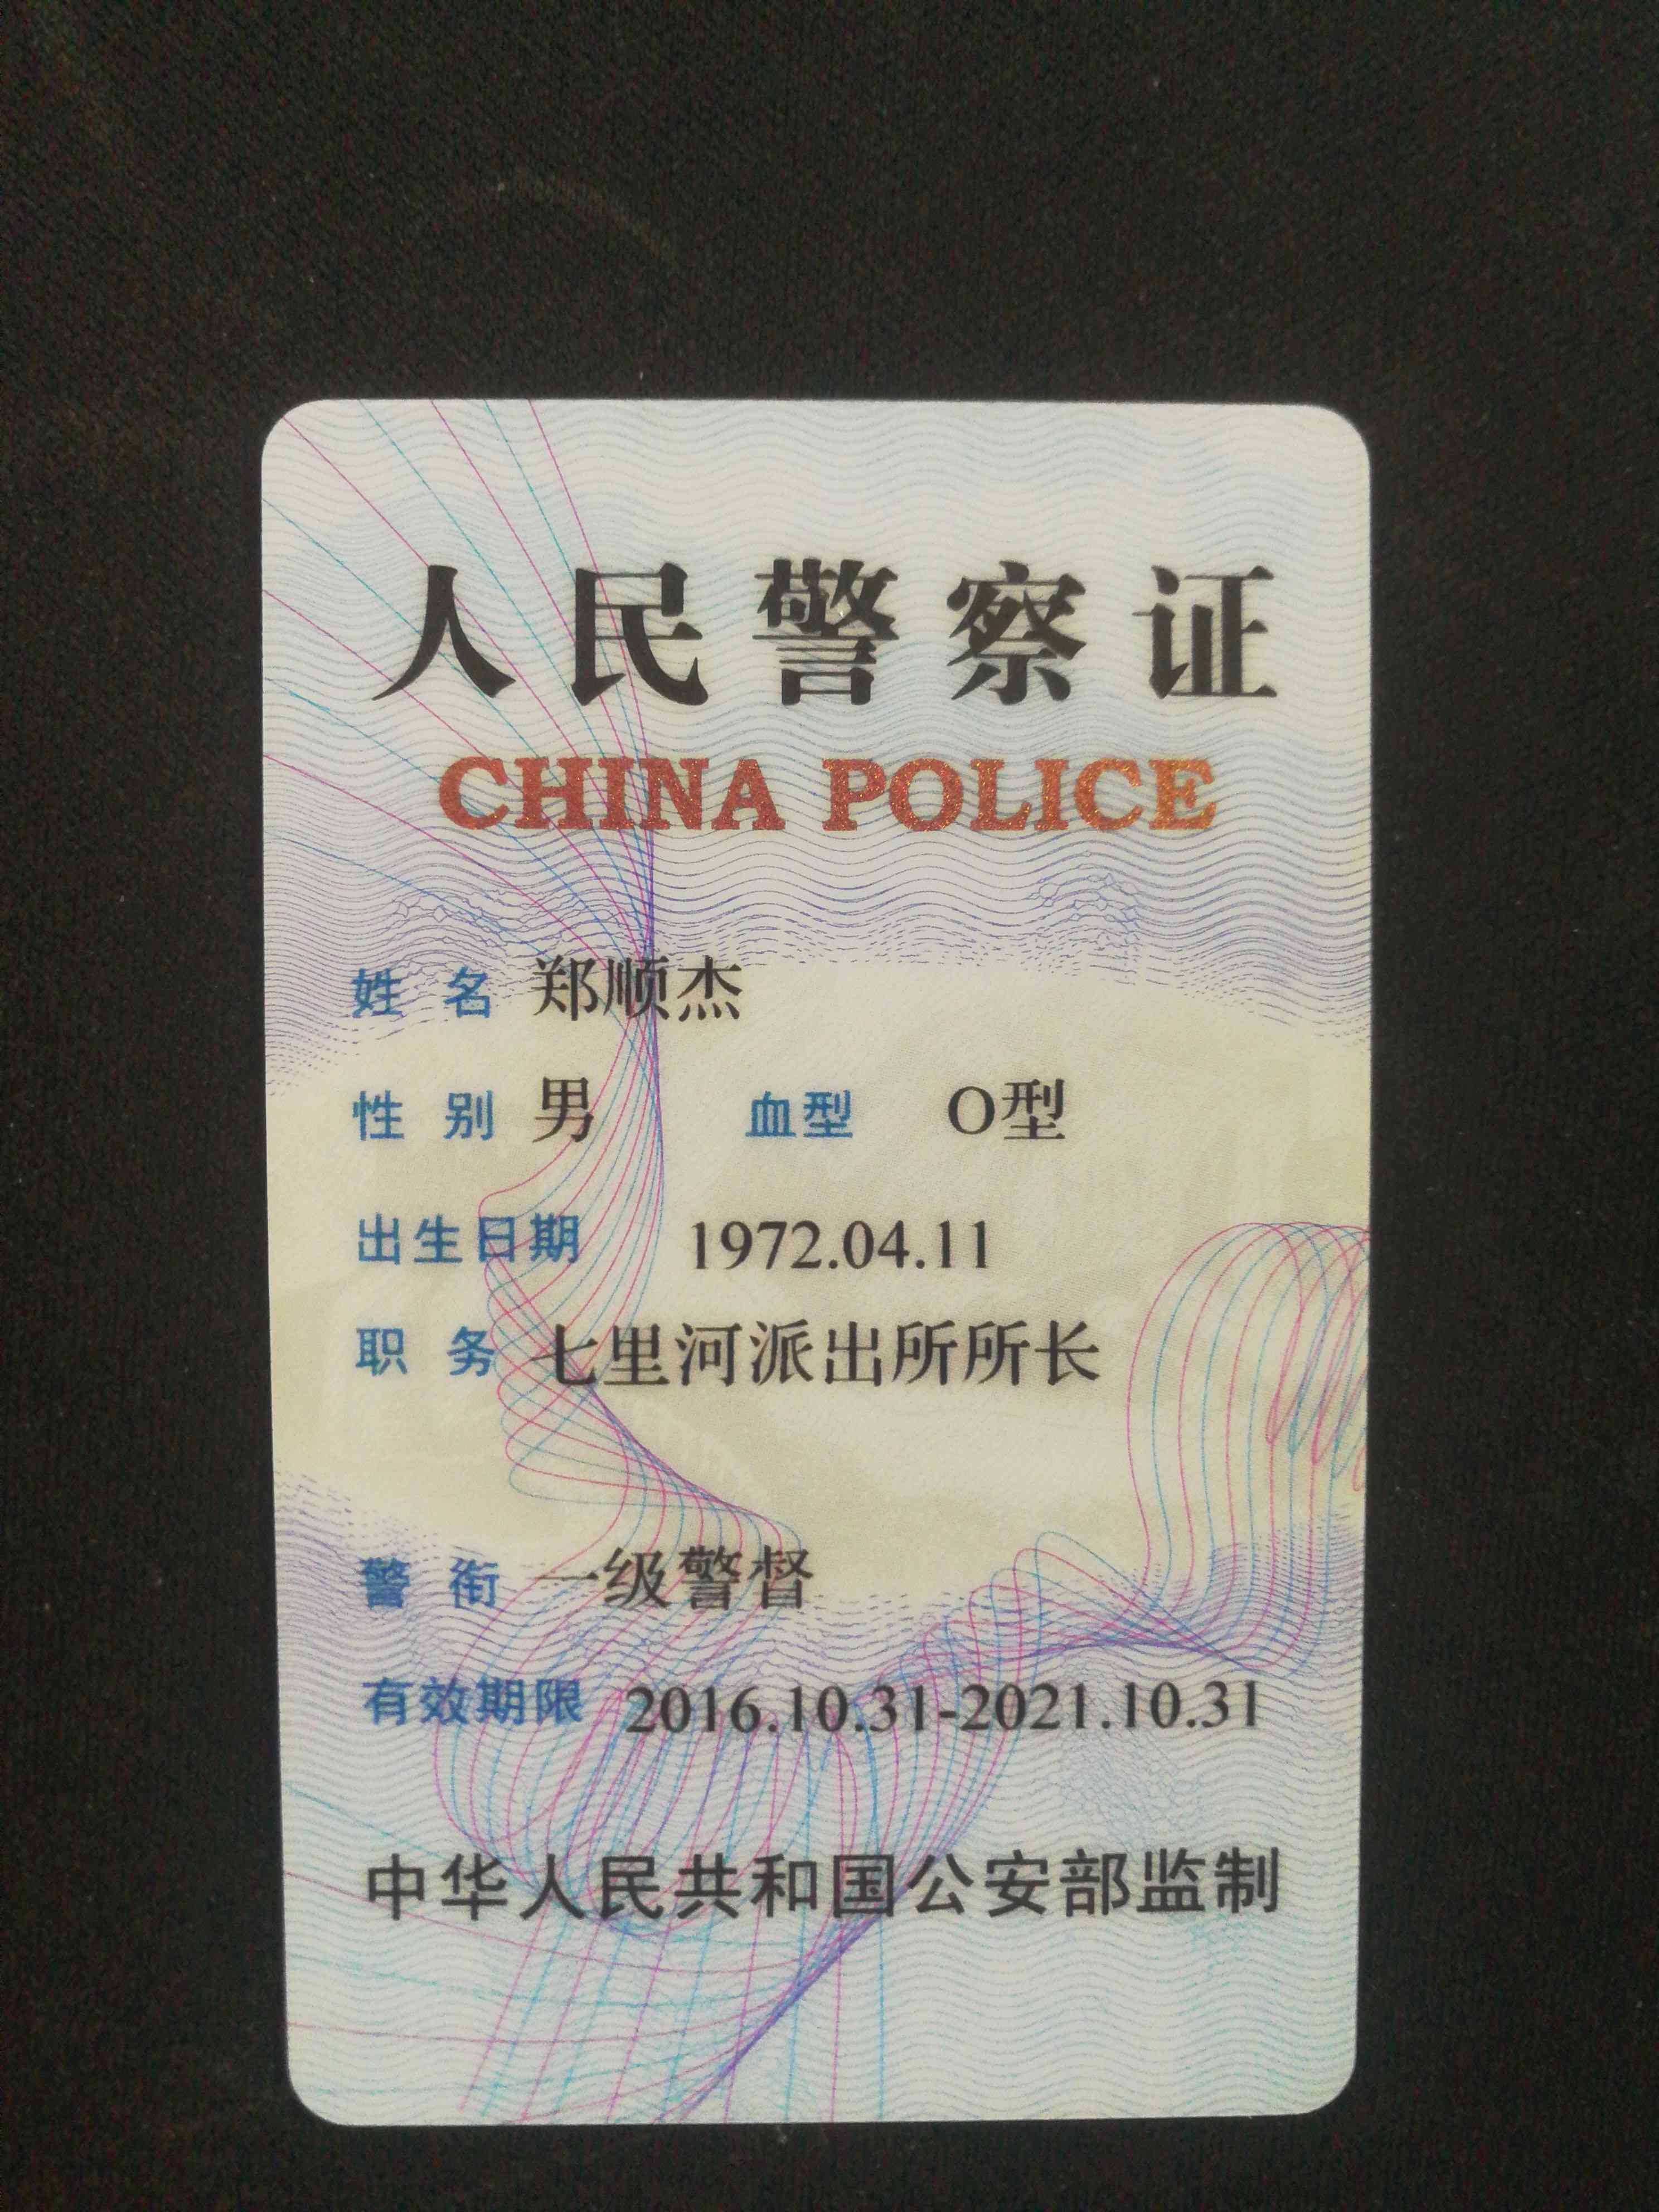 人民警察证
CHINA POLICE
姓 名 郑顺杰
性 别 男 血型 O型
出生日期 1972.04.11
职 务 七里河派出所所长
警 衔 一级警督
有效期限 2016.10.31-2021.10.31
中华人民共和国公安部监制